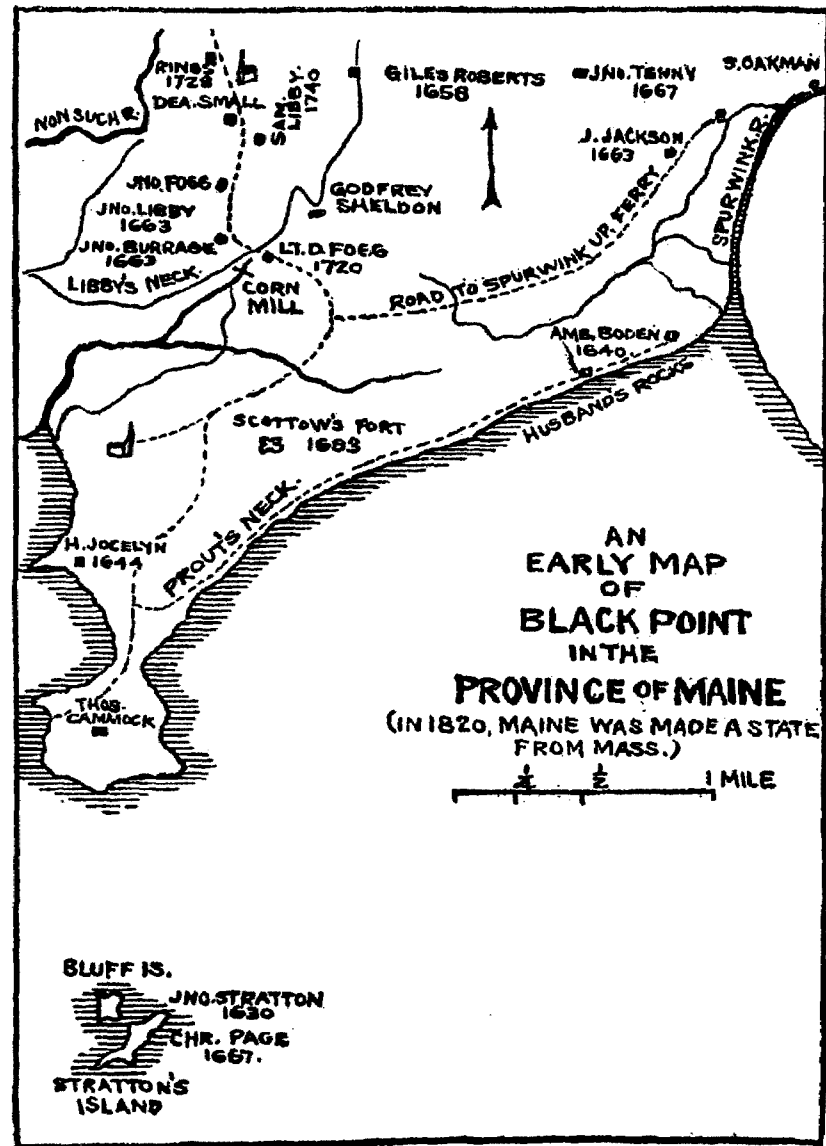 RING
1728
DEA. SMALL
SAM. LIBBY. 1740
GILES ROBERTS
1658
JNO. TENNY
1667
S. OAKMAN
NONSUCH R.
J. JACKSON
1663
SPURWINK R.
JNO. FOGG
JNO. LIBBY
1663
JNO. BURRAGE
1663
GODFREY
SHELDON
LT. D. FOGG
1720
LIBBY'S NECK.
CORN
MILL
ROAD TO SPURWINK UP. FERRY
AMB. BODEN
1640.
HUSBAND'S ROCKS
SCOTTOW'S FORT
1683
H. JOCELYN
1644
PROUT'S NECK.
THOS.
CAMMOCK
AN
EARLY MAP
OF
BLACK POINT
IN THE
PROVINCE OF MAINE
(IN 1820, MAINE WAS MADE A STATE
FROM MASS.)
1/4 1/2 1 MILE
BLUFF IS.
JNO. STRATTON
1630
CHR. PAGE
1667.
STRATTON'S
ISLAND